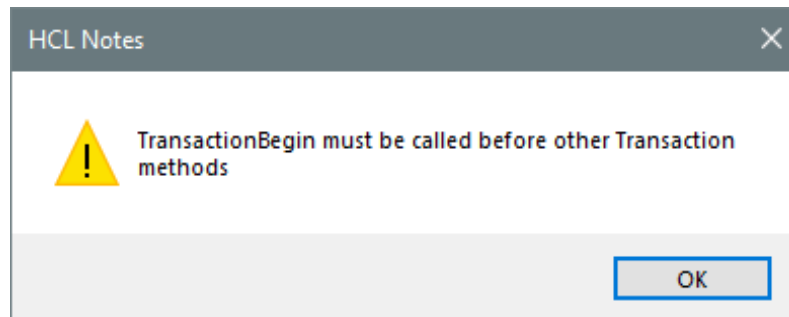 HCL Notes
TransactionBegin must be called before other Transaction
methods
OK